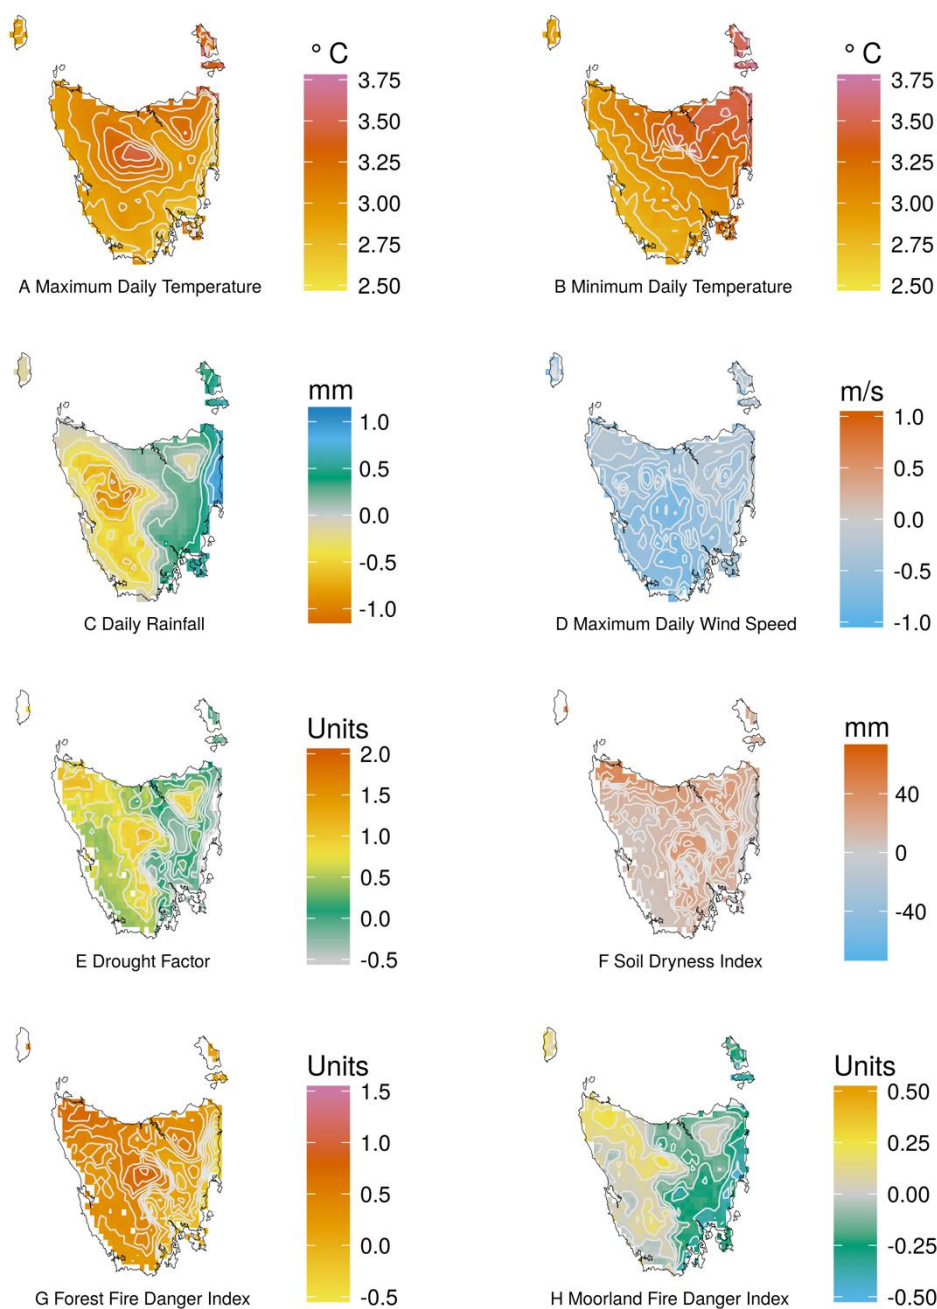 ° C
3.75
3.50
3.25
3.00
2.75
2.50
A Maximum Daily Temperature
° C
3.75
3.50
3.25
3.00
2.75
2.50
B Minimum Daily Temperature
mm
1.0
0.5
0.0
-0.5
-1.0
C Daily Rainfall
m/s
1.0
0.5
0.0
-0.5
-1.0
D Maximum Daily Wind Speed
Units
2.0
1.5
1.0
0.5
0.0
-0.5
E Drought Factor
mm
40
0
-40
F Soil Dryness Index
Units
1.5
1.0
0.5
0.0
-0.5
G Forest Fire Danger Index
Units
0.50
0.25
0.00
-0.25
-0.50
H Moorland Fire Danger Index